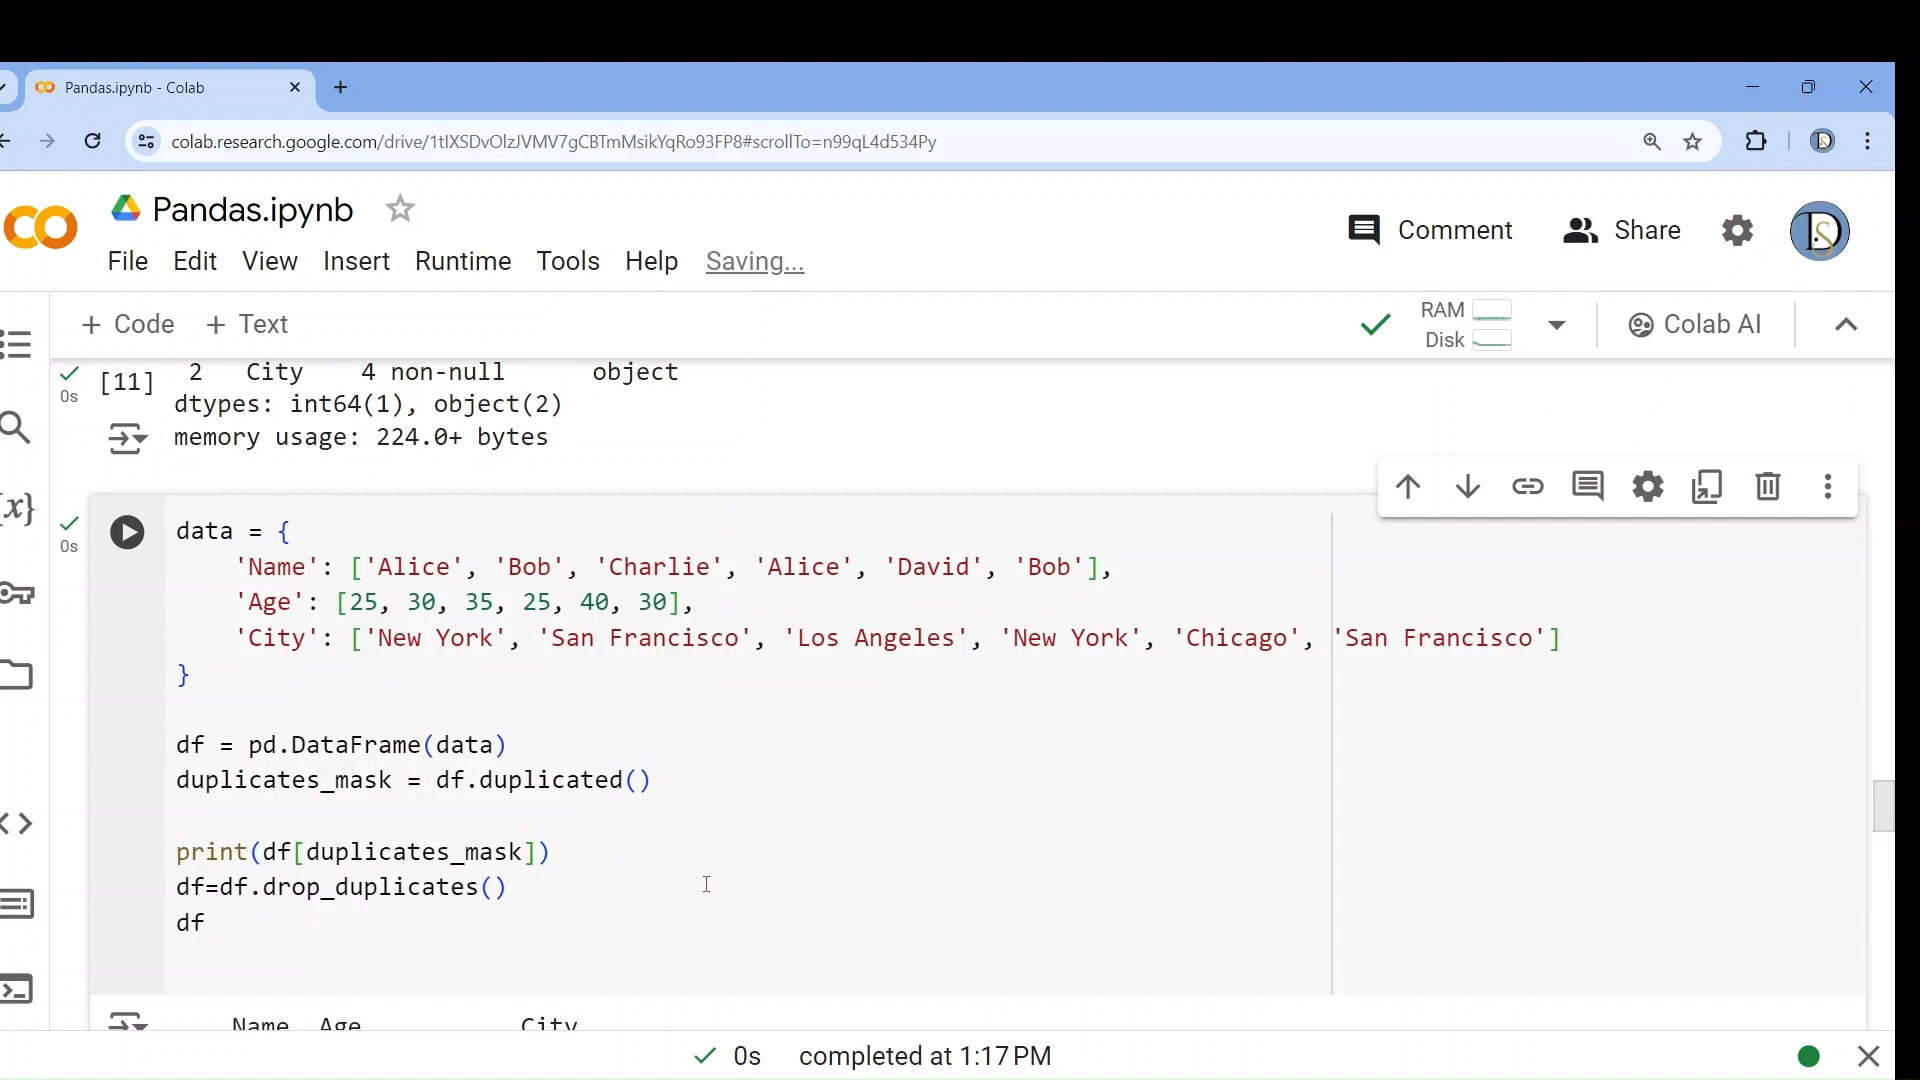 Pandas.ipynb - Colab
colab.research.google.com/drive/1tIXSDvOlzJVMV7gCBTmMsikYqRo93FP8#scrollTo=n99qL4d534Py
Pandas.ipynb
Comment Share
DS
File Edit View Insert Runtime Tools Help Saving...
+ Code + Text
RAM
Disk
Colab AI
0s
[11] 2 City 4 non-null object
dtypes: int64(1), object(2)
memory usage: 224.0+ bytes
{x}
0s
data = {
'Name': ['Alice', 'Bob', 'Charlie', 'Alice', 'David', 'Bob'],
'Age': [25, 30, 35, 25, 40, 30],
'City': ['New York', 'San Francisco', 'Los Angeles', 'New York', 'Chicago', 'San Francisco']
}
df = pd.DataFrame(data)
duplicates_mask = df.duplicated()
print(df[duplicates_mask])
df=df.drop_duplicates()
df
Name Age City
0s completed at 1:17 PM